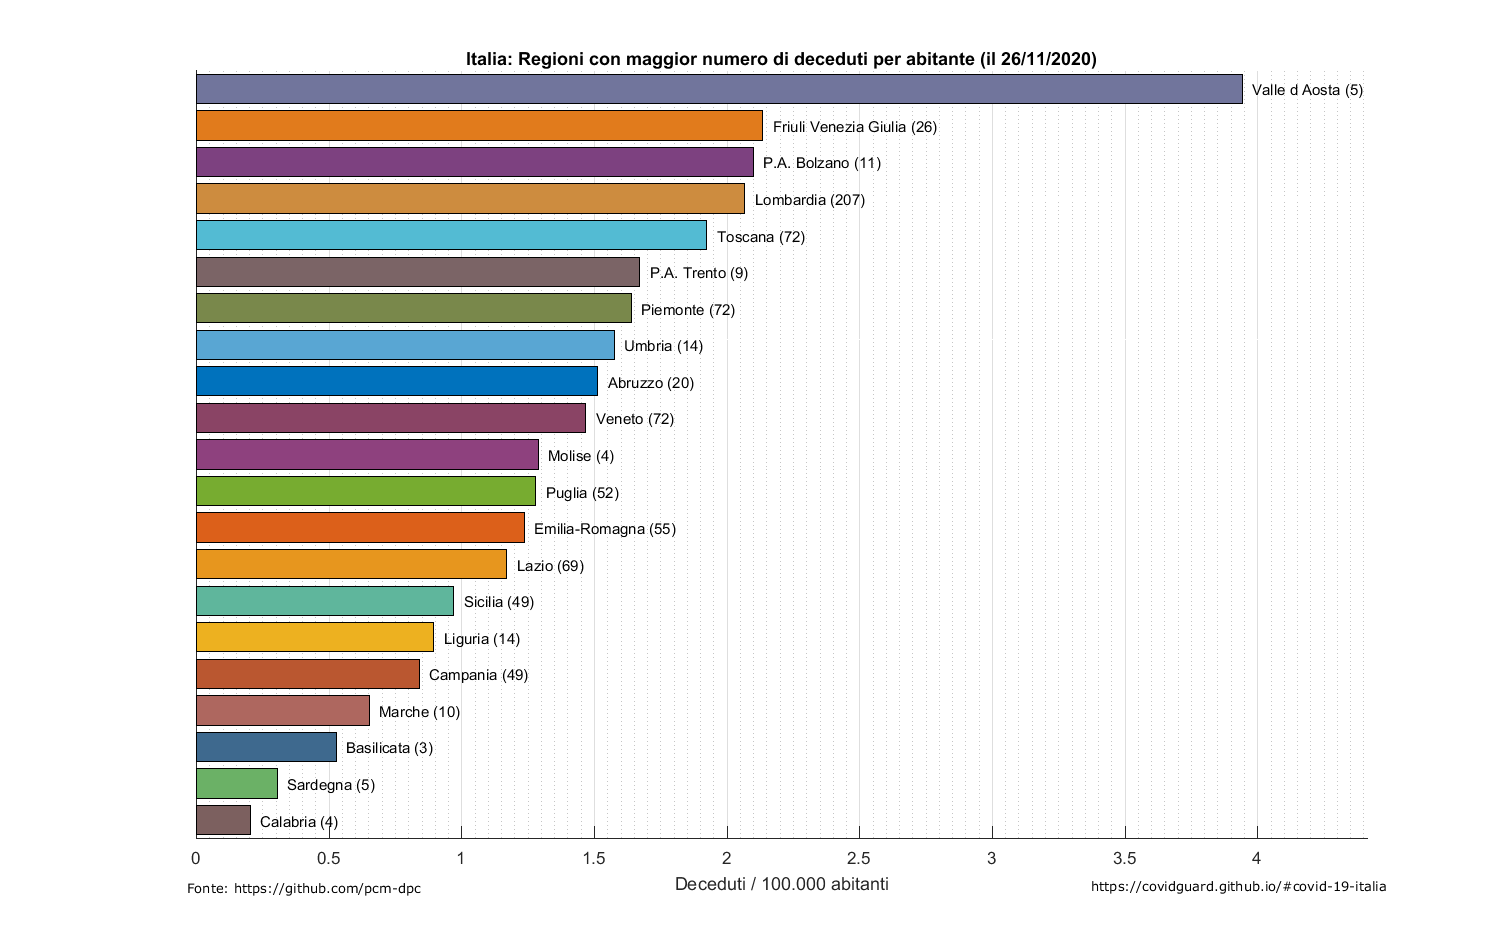 Italia: Regioni con maggior numero di deceduti per abitante (il 26/11/2020)
Valle d Aosta (5)
Friuli Venezia Giulia (26)
P.A. Bolzano (11)
Lombardia (207)
Toscana (72)
P.A. Trento (9)
Piemonte (72)
Umbria (14)
Abruzzo (20)
Veneto (72)
Molise (4)
Puglia (52)
Emilia-Romagna (55)
Lazio (69)
Sicilia (49)
Liguria (14)
Campania (49)
Marche (10)
Basilicata (3)
Sardegna (5)
Calabria (4)
0 0.5 1 1.5 2 2.5 3 3.5 4
Deceduti / 100.000 abitanti
Fonte: https://github.com/pcm-dpc
https://covidguard.github.io/#covid-19-italia